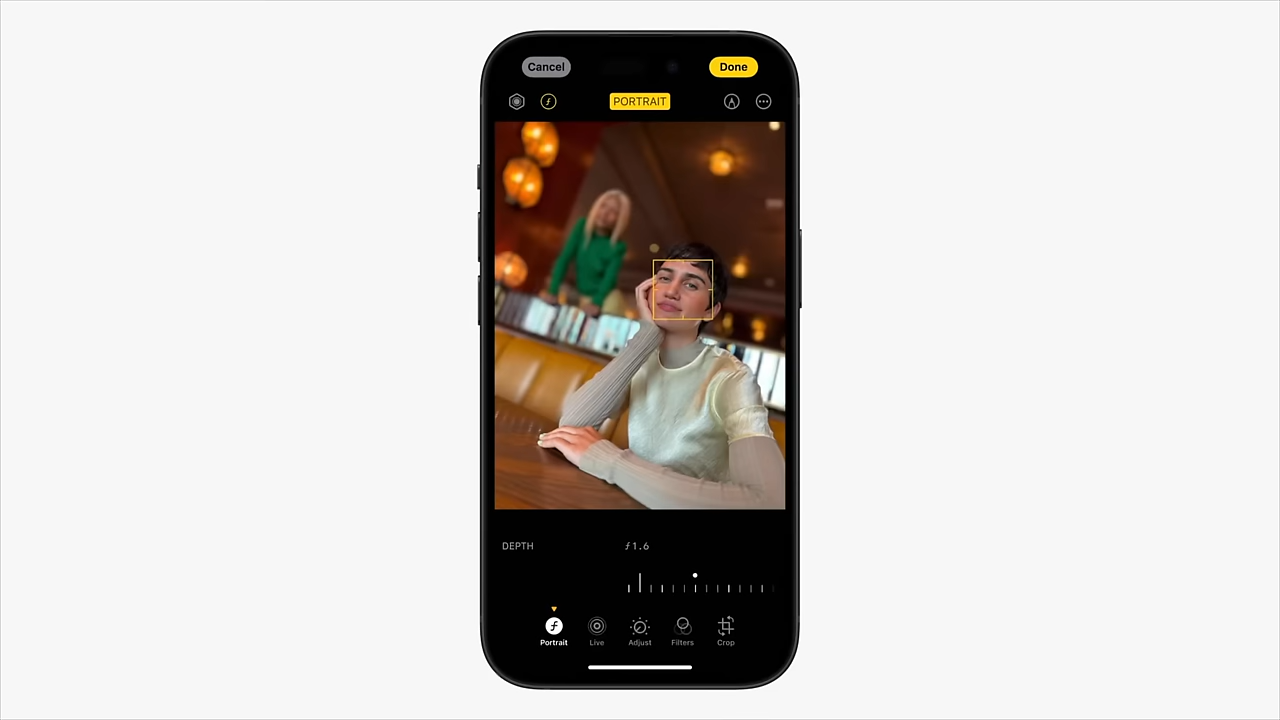 Cancel
Done
PORTRAIT
DEPTH
ƒ1.6
Portrait
Live
Adjust
Filters
Crop